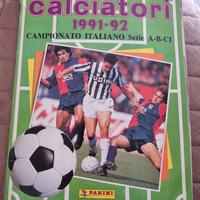 calciatori
1991-92
CAMPIONATO ITALIANO Serie A-B-C1
PANINI